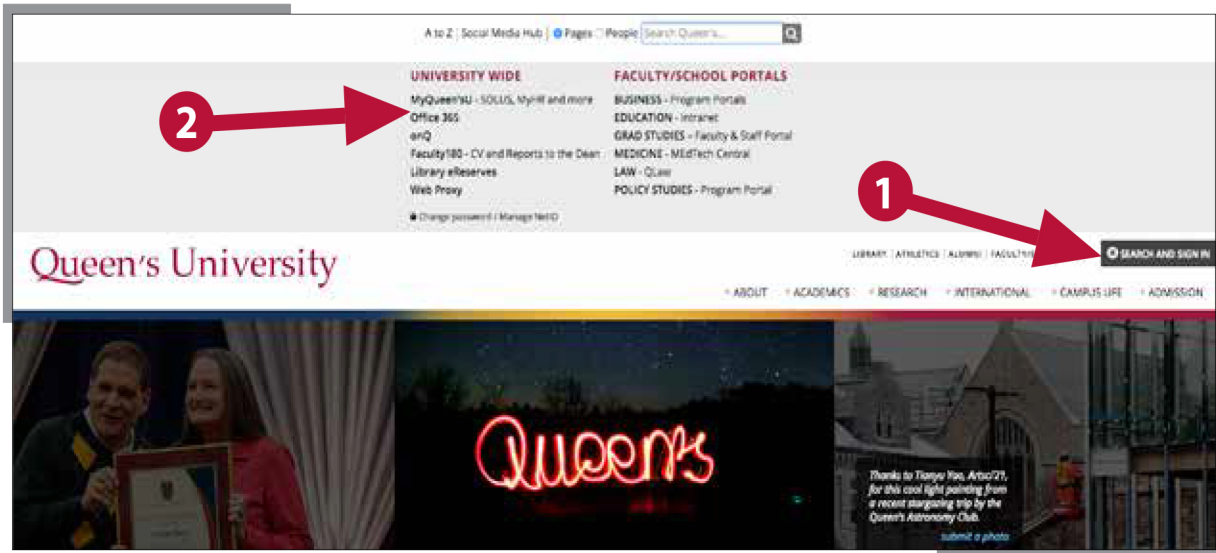 A to Z | Social Media Hub | Pages People Search Queen's...
UNIVERSITY WIDE
MyQueen'sU - SOLUS, MyHR and more
Office 365
onQ
Faculty180 - CV and Reports to the Dean
Library eReserves
Web Proxy
Change password / Manage NetID
FACULTY/SCHOOL PORTALS
BUSINESS - Program Portals
EDUCATION - Intranet
GRAD STUDIES - Faculty & Staff Portal
MEDICINE - MEdTech Central
LAW - QLaw
POLICY STUDIES - Program Portal
2
1
Queen's University
LIBRARY | ATHLETICS | ALUMNI
SEARCH AND SIGN IN
ABOUT ACADEMICS RESEARCH INTERNATIONAL CAMPUS LIFE ADMISSION
Queen's
Thanks to Tianyu Yao, Artsci'21,
for this cool light painting from
a recent stargazing trip by the
Queen's Astronomy Club.
submit a photo